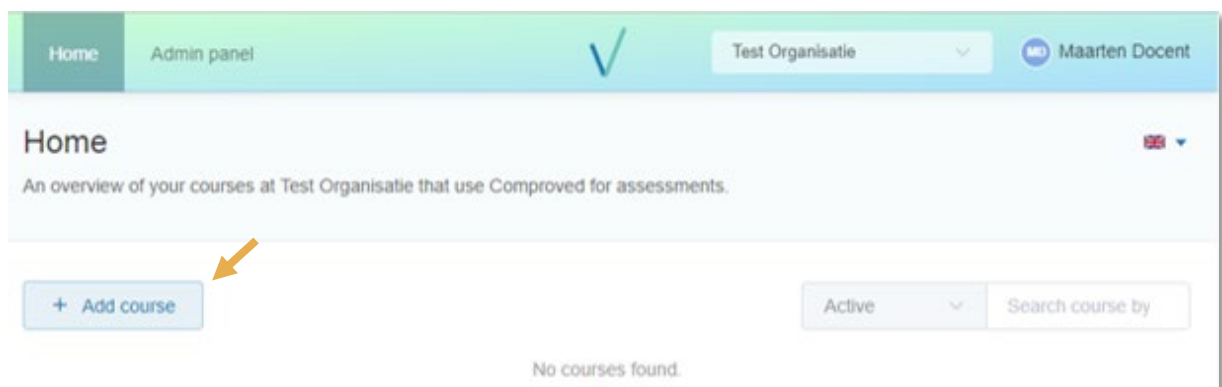 Home
Admin panel
Test Organisatie
MD
Maarten Docent
Home
An overview of your courses at Test Organisatie that use Comproved for assessments.
+ Add course
Active
Search course by
No courses found.